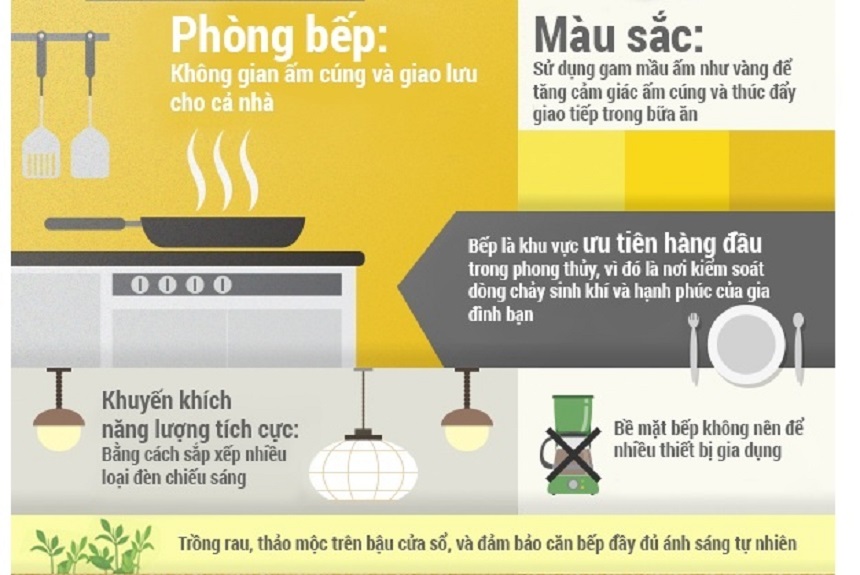 Phòng bếp:
Không gian ấm cúng và giao lưu
cho cả nhà
Màu sắc:
Sử dụng gam mầu ấm như vàng để
tăng cảm giác ấm cúng và thúc đẩy
giao tiếp trong bữa ăn
Bếp là khu vực ưu tiên hàng đầu
trong phong thủy, vì đó là nơi kiểm soát
dòng chảy sinh khí và hạnh phúc của gia
đình bạn
Khuyến khích
năng lượng tích cực:
Bằng cách sắp xếp nhiều
loại đèn chiếu sáng
Bề mặt bếp không nên để
nhiều thiết bị gia dụng
Trồng rau, thảo mộc trên bậu cửa sổ, và đảm bảo căn bếp đầy đủ ánh sáng tự nhiên